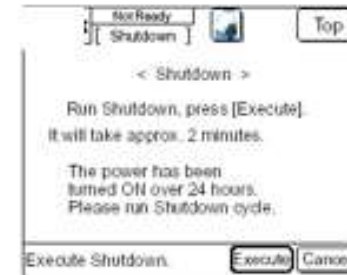 Not Ready
[ Shutdown ]
Top
< Shutdown >
Run Shutdown, press [Execute].
It will take approx. 2 minutes.
The power has been
turned ON over 24 hours.
Please run Shutdown cycle.
Execute Shutdown.
Execute
Cancel